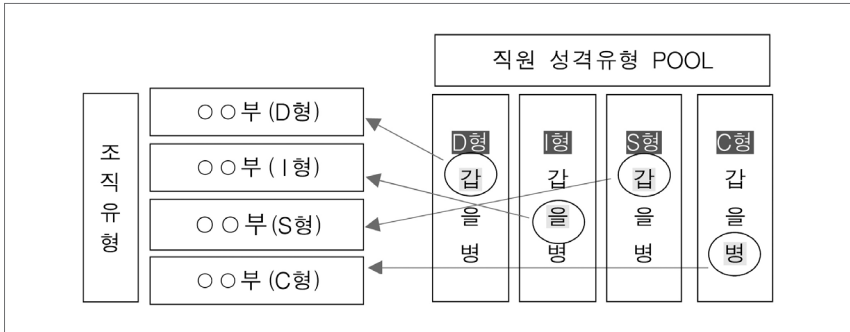 직원 성격유형 POOL
조직유형
○○부 (D형)
○○부 (I형)
○○부(S형)
○○부 (C형)
D형
갑
을
병
I형
갑
을
병
S형
갑
을
병
C형
갑
을
병